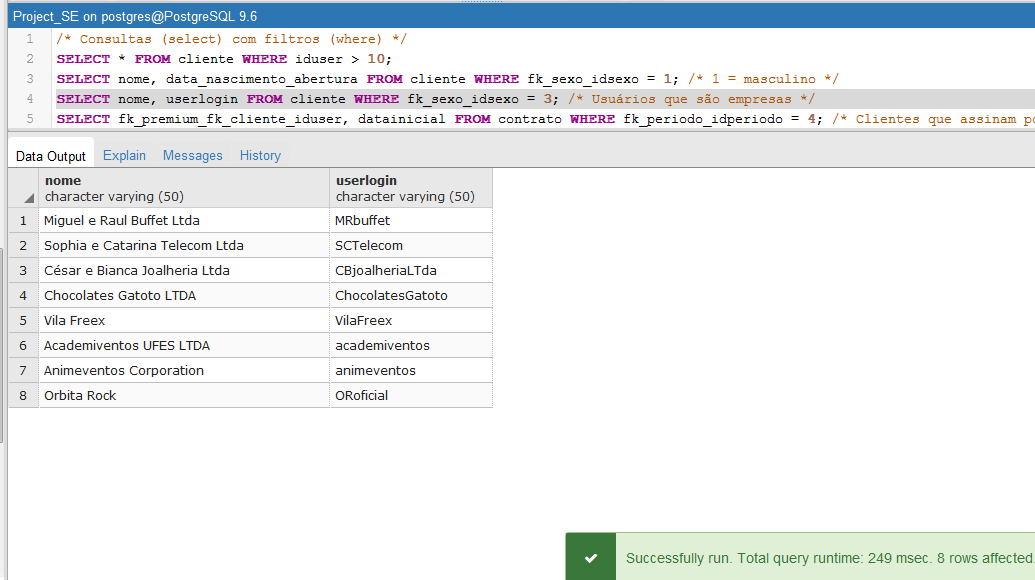 Project_SE on postgres@PostgreSQL 9.6
1 /* Consultas (select) com filtros (where) */
2 SELECT * FROM cliente WHERE iduser > 10;
3 SELECT nome, data_nascimento_abertura FROM cliente WHERE fk_sexo_idsexo = 1; /* 1 = masculino */
4 SELECT nome, userlogin FROM cliente WHERE fk_sexo_idsexo = 3; /* Usuários que são empresas */
5 SELECT fk_premium_fk_cliente_iduser, datainicial FROM contrato WHERE fk_periodo_idperiodo = 4; /* Clientes que assinam
Data Output Explain Messages History
nome userlogin
character varying (50) character varying (50)
1 Miguel e Raul Buffet Ltda MRbuffet
2 Sophia e Catarina Telecom Ltda SCTelecom
3 César e Bianca Joalheria Ltda CBjoalheriaLTda
4 Chocolates Gatoto LTDA ChocolatesGatoto
5 Vila Freex VilaFreex
6 Academiventos UFES LTDA academiventos
7 Animeventos Corporation animeventos
8 Orbita Rock ORoficial
Successfully run. Total query runtime: 249 msec. 8 rows affected